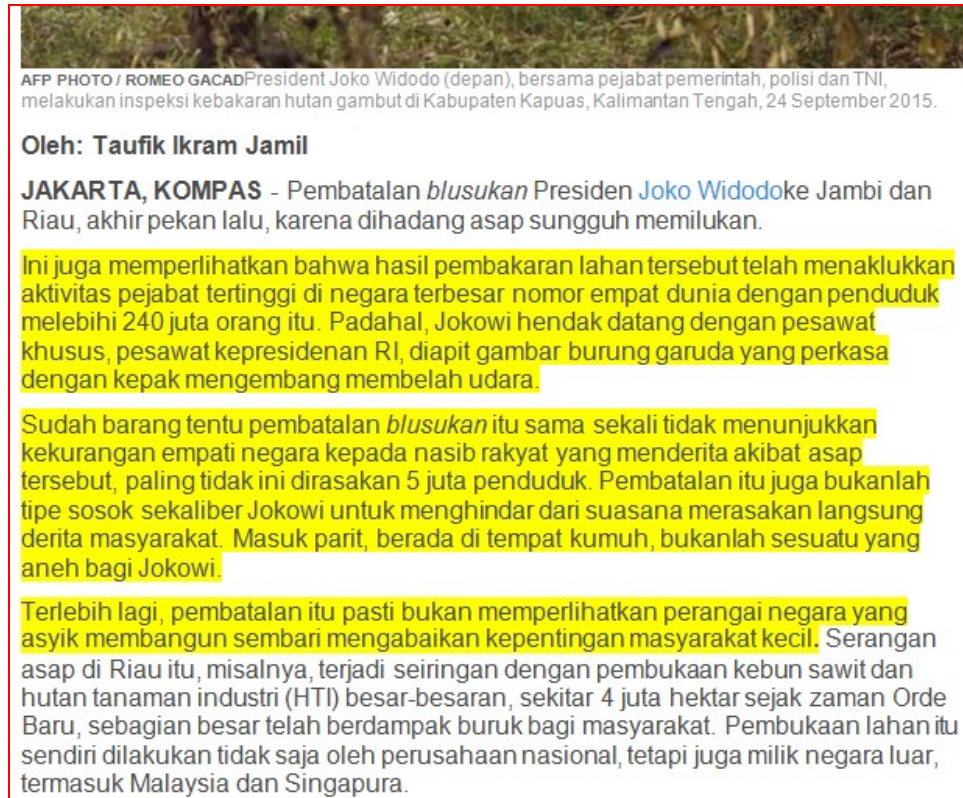 AFP PHOTO / ROMEO GACADPresident Joko Widodo (depan), bersama pejabat pemerintah, polisi dan TNI,
melakukan inspeksi kebakaran hutan gambut di Kabupaten Kapuas, Kalimantan Tengah, 24 September 2015.
Oleh: Taufik Ikram Jamil
JAKARTA, KOMPAS - Pembatalan blusukan Presiden Joko Widodoke Jambi dan
Riau, akhir pekan lalu, karena dihadang asap sungguh memilukan.
Ini juga memperlihatkan bahwa hasil pembakaran lahan tersebut telah menaklukkan
aktivitas pejabat tertinggi di negara terbesar nomor empat dunia dengan penduduk
melebihi 240 juta orang itu. Padahal, Jokowi hendak datang dengan pesawat
khusus, pesawat kepresidenan RI, diapit gambar burung garuda yang perkasa
dengan kepak mengembang membelah udara.
Sudah barang tentu pembatalan blusukan itu sama sekali tidak menunjukkan
kekurangan empati negara kepada nasib rakyat yang menderita akibat asap
tersebut, paling tidak ini dirasakan 5 juta penduduk. Pembatalan itu juga bukanlah
tipe sosok sekaliber Jokowi untuk menghindar dari suasana merasakan langsung
derita masyarakat. Masuk parit, berada di tempat kumuh, bukanlah sesuatu yang
aneh bagi Jokowi.
Terlebih lagi, pembatalan itu pasti bukan memperlihatkan perangai negara yang
asyik membangun sembari mengabaikan kepentingan masyarakat kecil. Serangan
asap di Riau itu, misalnya, terjadi seiringan dengan pembukaan kebun sawit dan
hutan tanaman industri (HTI) besar-besaran, sekitar 4 juta hektar sejak zaman Orde
Baru, sebagian besar telah berdampak buruk bagi masyarakat. Pembukaan lahan itu
sendiri dilakukan tidak saja oleh perusahaan nasional, tetapi juga milik negara luar,
termasuk Malaysia dan Singapura.